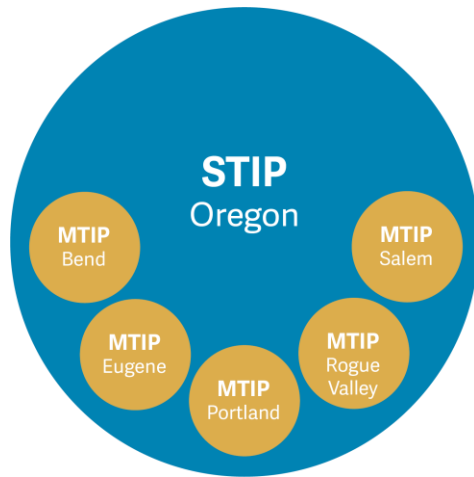 STIP
Oregon
MTIP
Bend
MTIP
Eugene
MTIP
Portland
MTIP
Rogue
Valley
MTIP
Salem